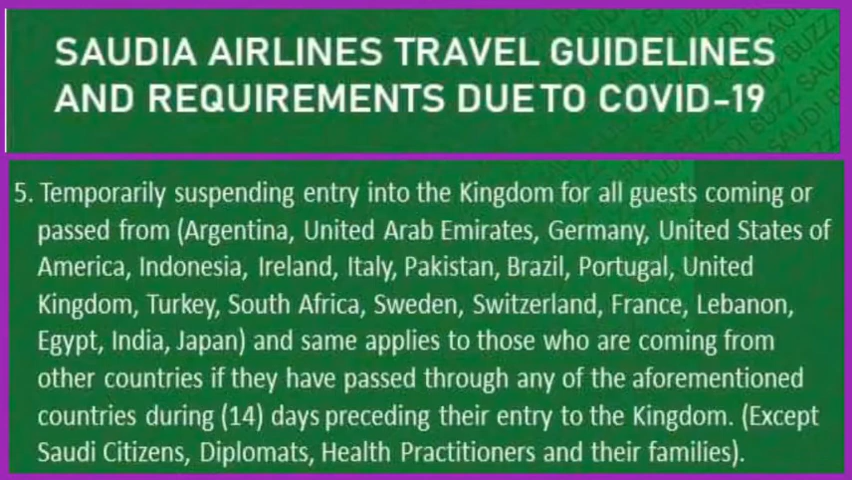 SAUDIA AIRLINES TRAVEL GUIDELINES
AND REQUIREMENTS DUE TO COVID-19
5. Temporarily suspending entry into the Kingdom for all guests coming or
passed from (Argentina, United Arab Emirates, Germany, United States of
America, Indonesia, Ireland, Italy, Pakistan, Brazil, Portugal, United
Kingdom, Turkey, South Africa, Sweden, Switzerland, France, Lebanon,
Egypt, India, Japan) and same applies to those who are coming from
other countries if they have passed through any of the aforementioned
countries during (14) days preceding their entry to the Kingdom. (Except
Saudi Citizens, Diplomats, Health Practitioners and their families).